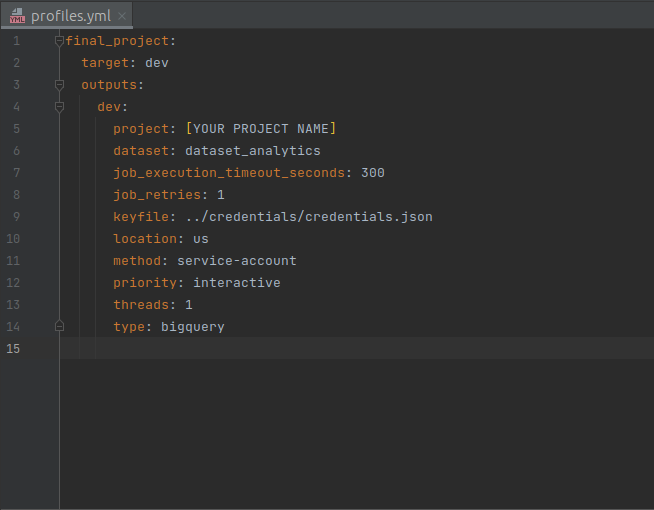 profiles.yml
1 final_project:
2   target: dev
3   outputs:
4     dev:
5       project: [YOUR PROJECT NAME]
6       dataset: dataset_analytics
7       job_execution_timeout_seconds: 300
8       job_retries: 1
9       keyfile: ../credentials/credentials.json
10       location: us
11       method: service-account
12       priority: interactive
13       threads: 1
14       type: bigquery
15